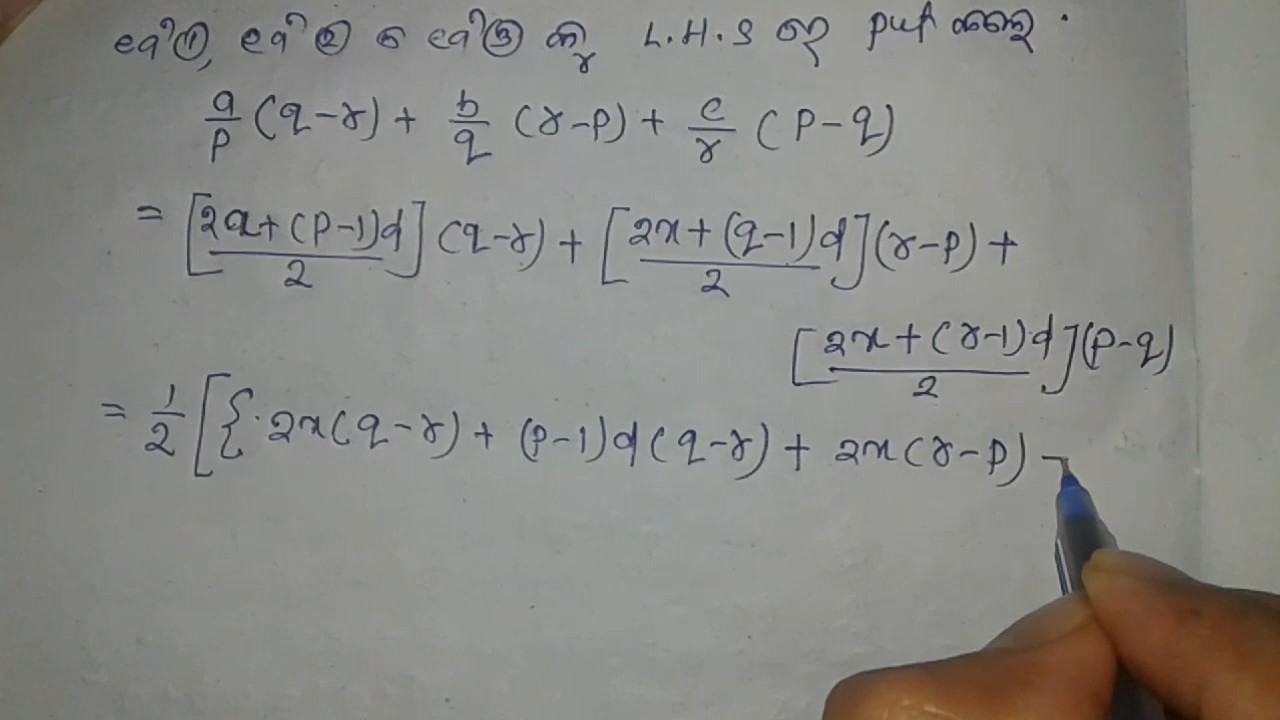 eqⁿ①, eqⁿ② ଓ eqⁿ③ କୁ L.H.S ରେ put କଲେ.
a/p (q-r) + b/q (r-p) + c/r (p-q)
= [2a+(p-1)d / 2] (q-r) + [2x+(q-1)d / 2] (r-p) +
[2x+(r-1)d / 2] (p-q)
= 1/2 [{. 2x(q-r) + (p-1)d(q-r) + 2x(r-p) -